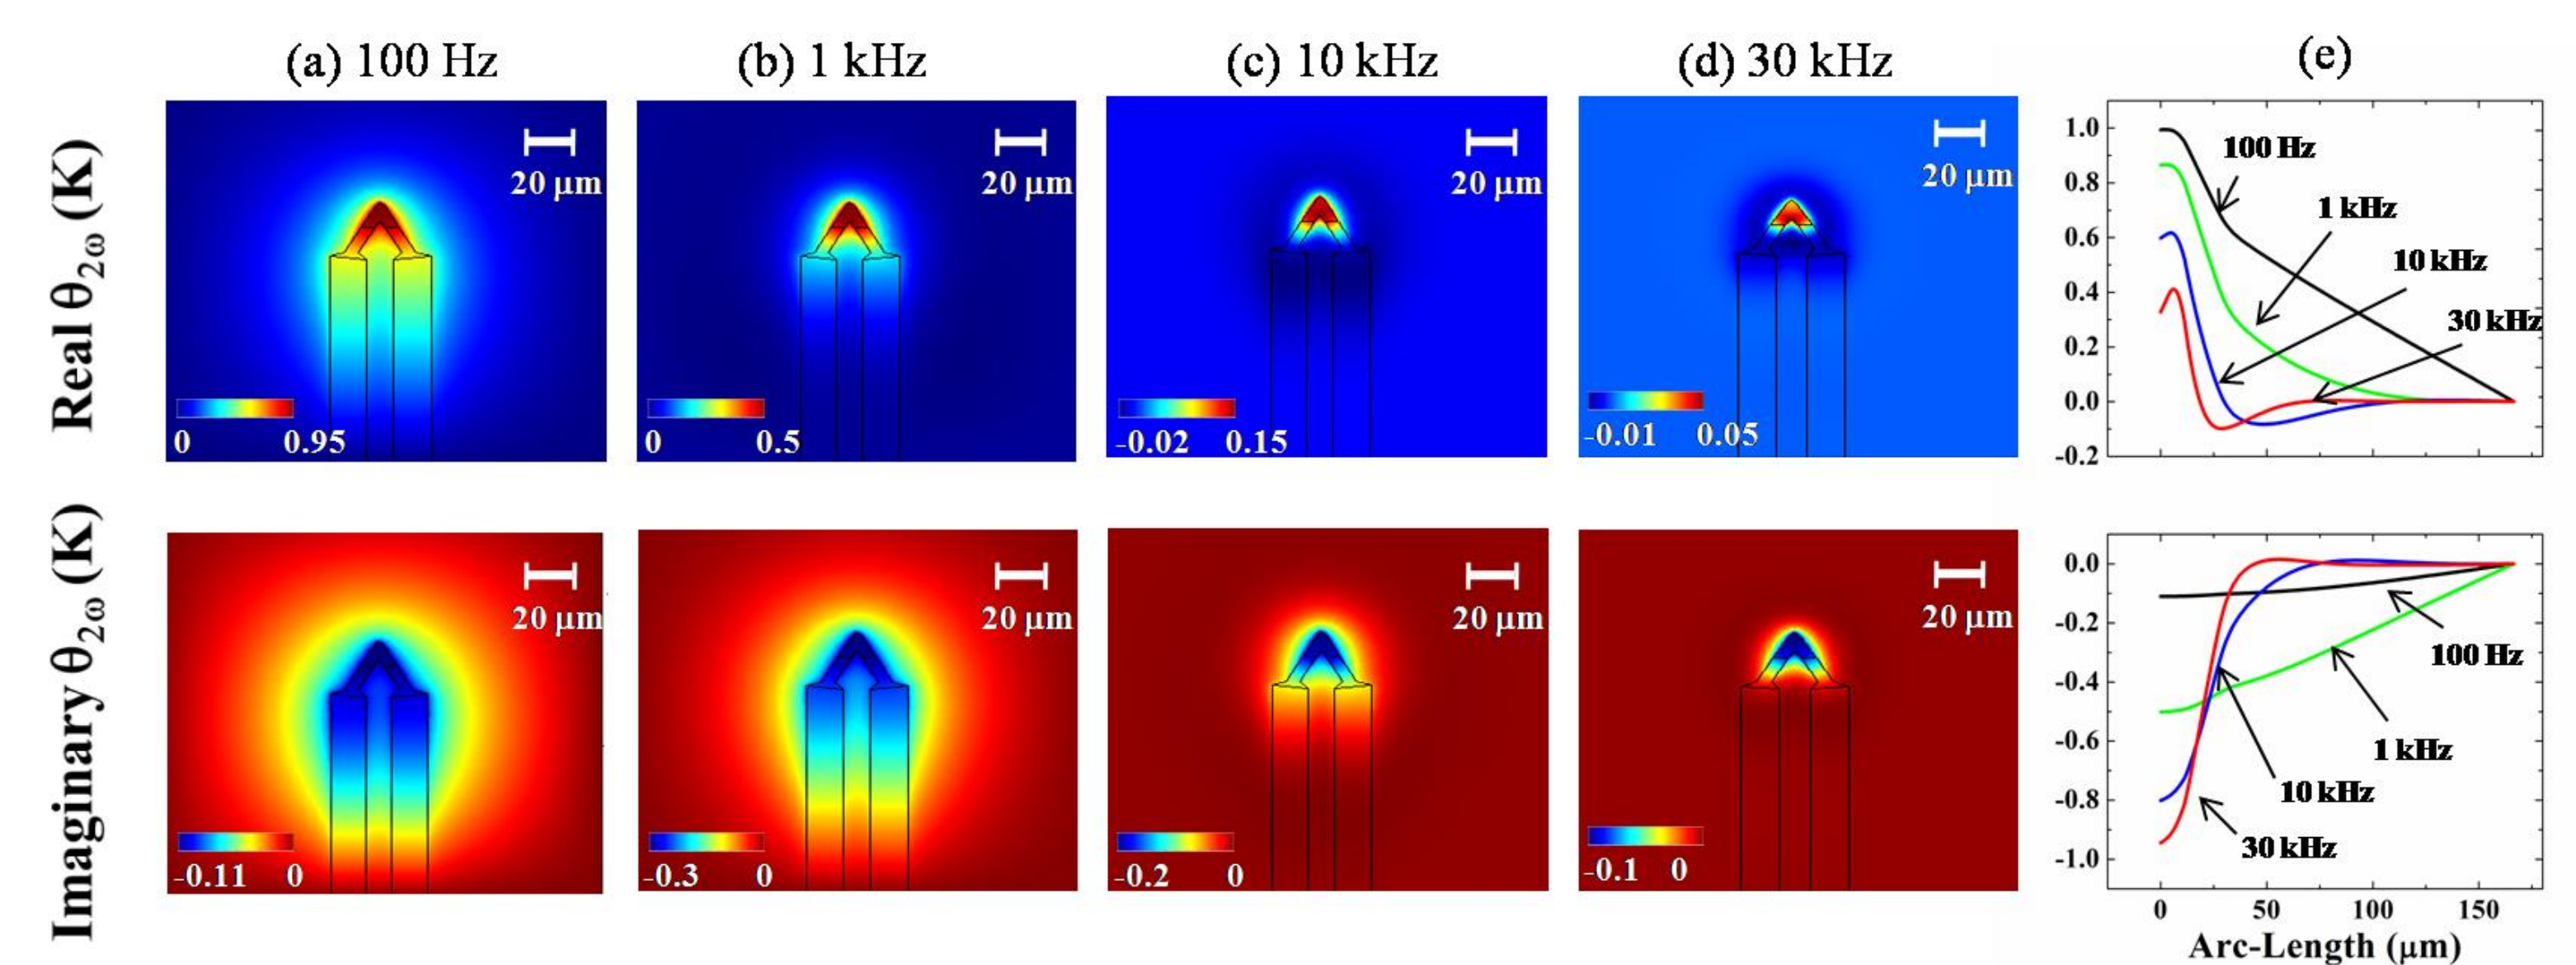 (a) 100 Hz (b) 1 kHz (c) 10 kHz (d) 30 kHz (e)
Real θ2ω (K)
20 μm
0 0.95
20 μm
0 0.5
20 μm
-0.02 0.15
20 μm
-0.01 0.05
1.0
0.8
0.6
0.4
0.2
0.0
-0.2
100 Hz
1 kHz
10 kHz
30 kHz
Imaginary θ2ω (K)
20 μm
-0.11 0
20 μm
-0.3 0
20 μm
-0.2 0
20 μm
-0.1 0
0.0
-0.2
-0.4
-0.6
-0.8
-1.0
100 Hz
1 kHz
10 kHz
30 kHz
0 50 100 150
Arc-Length (μm)